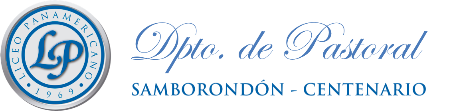 LICEO PANAMERICANO
LP
• 1969 •
Dpto. de Pastoral
SAMBORONDÓN - CENTENARIO